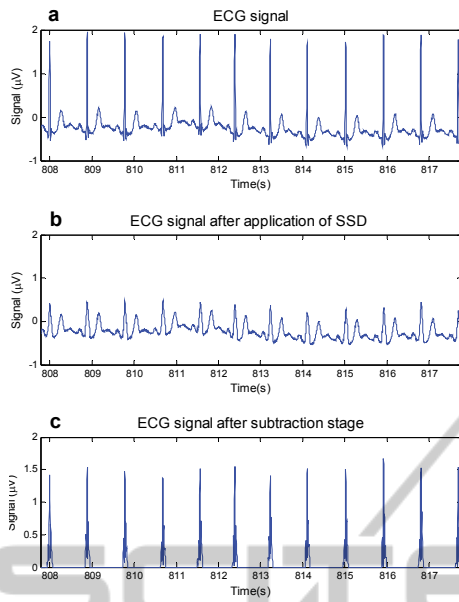 a ECG signal
2
1
0
-1
Signal (μV)
808 809 810 811 812 813 814 815 816 817
Time(s)
b ECG signal after application of SSD
2
1
0
-1
Signal (μV)
808 809 810 811 812 813 814 815 816 817
Time(s)
c ECG signal after subtraction stage
2
1.5
1
0.5
0
Signal (μV)
808 809 810 811 812 813 814 815 816 817
Time(s)